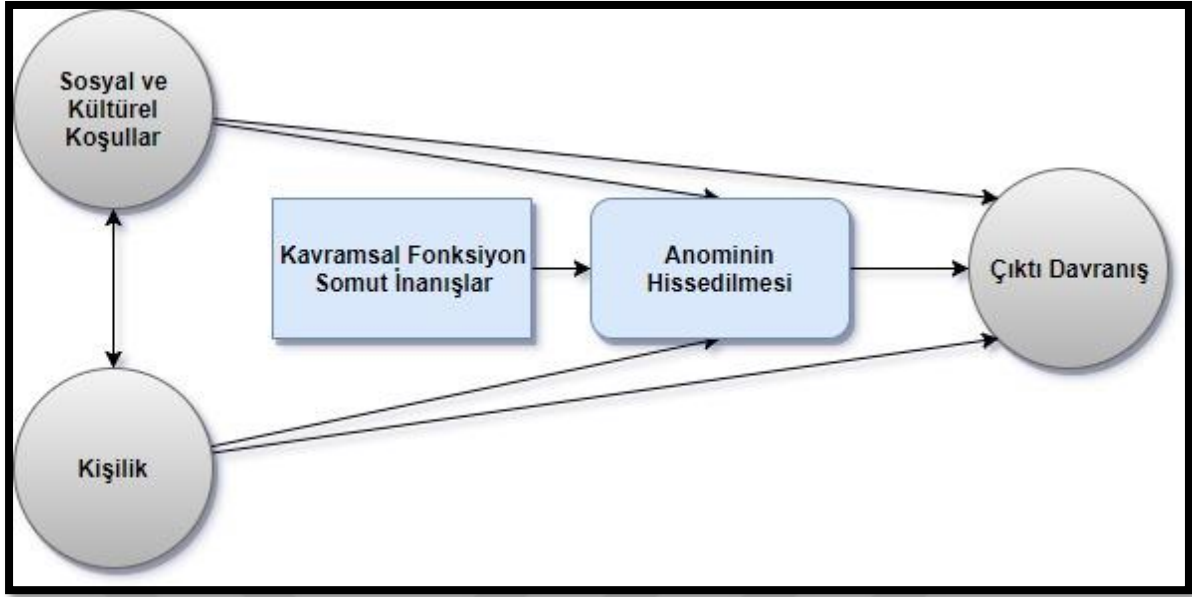 Sosyal ve
Kültürel
Koşullar
Kavramsal Fonksiyon
Somut İnanışlar
Anominin
Hissedilmesi
Çıktı Davranış
Kişilik